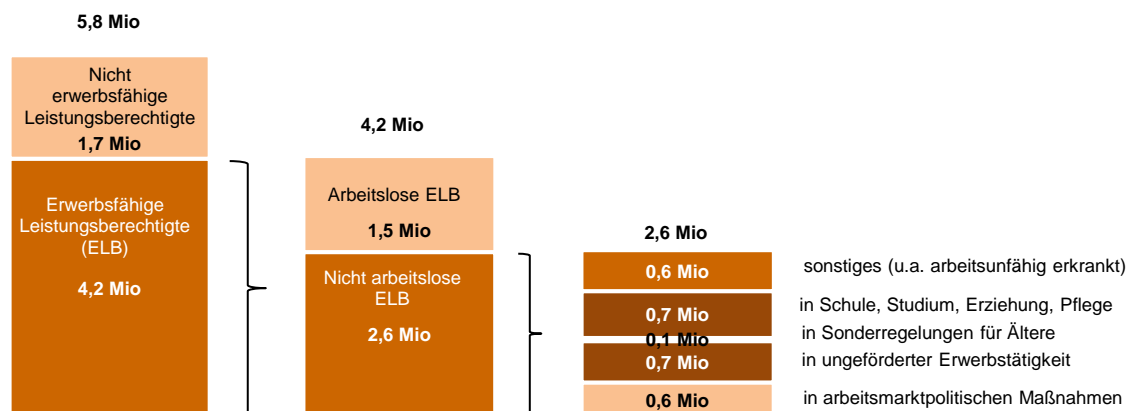 5,8 Mio
Nicht
erwerbsfähige
Leistungsberechtigte
1,7 Mio
Erwerbsfähige
Leistungsberechtigte
(ELB)
4,2 Mio
4,2 Mio
Arbeitslose ELB
1,5 Mio
Nicht arbeitslose
ELB
2,6 Mio
2,6 Mio
0,6 Mio
sonstiges (u.a. arbeitsunfähig erkrankt)
0,7 Mio
in Schule, Studium, Erziehung, Pflege
0,1 Mio
in Sonderregelungen für Ältere
0,7 Mio
in ungeförderter Erwerbstätigkeit
0,6 Mio
in arbeitsmarktpolitischen Maßnahmen